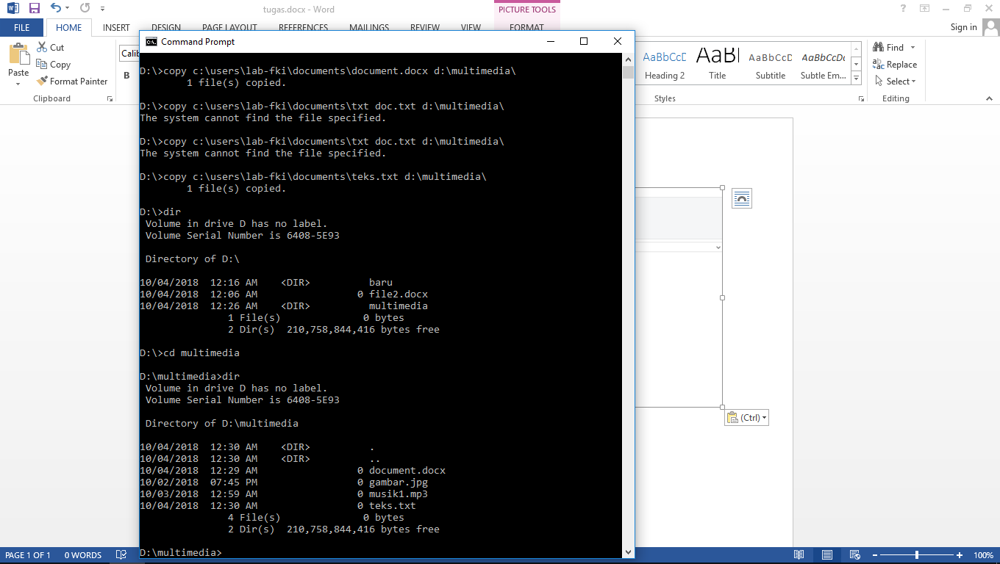 tugas.docx - Word
PICTURE TOOLS
FILE HOME INSERT DESIGN PAGE LAYOUT REFERENCES MAILINGS REVIEW VIEW FORMAT
Sign in
Paste
Cut
Copy
Format Painter
Clipboard
Calib
B
AaBbCcD AaBl AaBbCcD AaBbCcDt
Heading 2 Title Subtitle Subtle Em...
Styles
Find
Replace
Select
Editing
Command Prompt
D:\>copy c:\users\lab-fki\documents\document.docx d:\multimedia\
1 file(s) copied.
D:\>copy c:\users\lab-fki\documents\txt doc.txt d:\multimedia\
The system cannot find the file specified.
D:\>copy c:\users\lab-fki\documents\txt doc.txt d:\multimedia\
The system cannot find the file specified.
D:\>copy c:\users\lab-fki\documents\teks.txt d:\multimedia\
1 file(s) copied.
D:\>dir
Volume in drive D has no label.
Volume Serial Number is 6408-5E93
Directory of D:\
10/04/2018  12:16 AM    <DIR>          baru
10/04/2018  12:06 AM                 0 file2.docx
10/04/2018  12:26 AM    <DIR>          multimedia
1 File(s)              0 bytes
2 Dir(s)  210,758,844,416 bytes free
D:\>cd multimedia
D:\multimedia>dir
Volume in drive D has no label.
Volume Serial Number is 6408-5E93
Directory of D:\multimedia
10/04/2018  12:30 AM    <DIR>          .
10/04/2018  12:30 AM    <DIR>          ..
10/04/2018  12:29 AM                 0 document.docx
10/02/2018  07:45 PM                 0 gambar.jpg
10/03/2018  12:59 AM                 0 musik1.mp3
10/04/2018  12:30 AM                 0 teks.txt
4 File(s)              0 bytes
2 Dir(s)  210,758,844,416 bytes free
D:\multimedia>
(Ctrl)
PAGE 1 OF 1 0 WORDS
100%